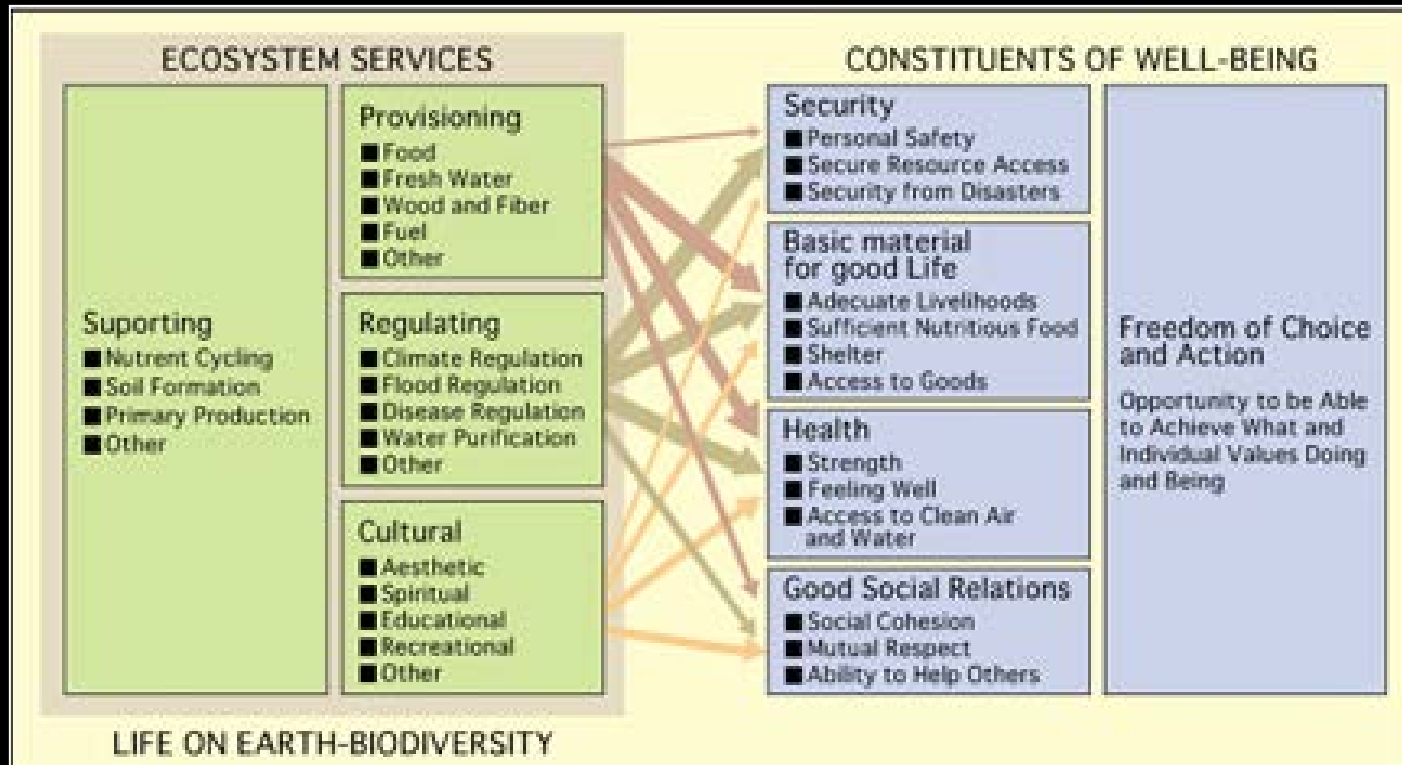 ECOSYSTEM SERVICES
Suporting
■ Nutrent Cycling
■ Soil Formation
■ Primary Production
■ Other
Provisioning
■ Food
■ Fresh Water
■ Wood and Fiber
■ Fuel
■ Other
Regulating
■ Climate Regulation
■ Flood Regulation
■ Disease Regulation
■ Water Purification
■ Other
Cultural
■ Aesthetic
■ Spiritual
■ Educational
■ Recreational
■ Other
LIFE ON EARTH-BIODIVERSITY
CONSTITUENTS OF WELL-BEING
Security
■ Personal Safety
■ Secure Resource Access
■ Security from Disasters
Basic material
for good Life
■ Adequate Livelihoods
■ Sufficient Nutritious Food
■ Shelter
■ Access to Goods
Health
■ Strength
■ Feeling Well
■ Access to Clean Air
and Water
Good Social Relations
■ Social Cohesion
■ Mutual Respect
■ Ability to Help Others
Freedom of Choice
and Action
Opportunity to be Able
to Achieve What and
Individual Values Doing
and Being